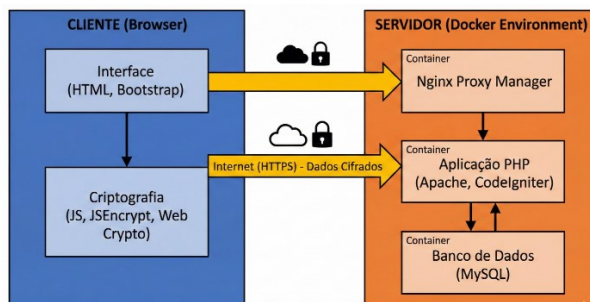 CLIENTE (Browser)
Interface
(HTML, Bootstrap)
Criptografia
(JS, JSEncrypt, Web
Crypto)
Internet (HTTPS) - Dados Cifrados
SERVIDOR (Docker Environment)
Container
Nginx Proxy Manager
Container
Aplicação PHP
(Apache, CodeIgniter)
Container
Banco de Dados
(MySQL)